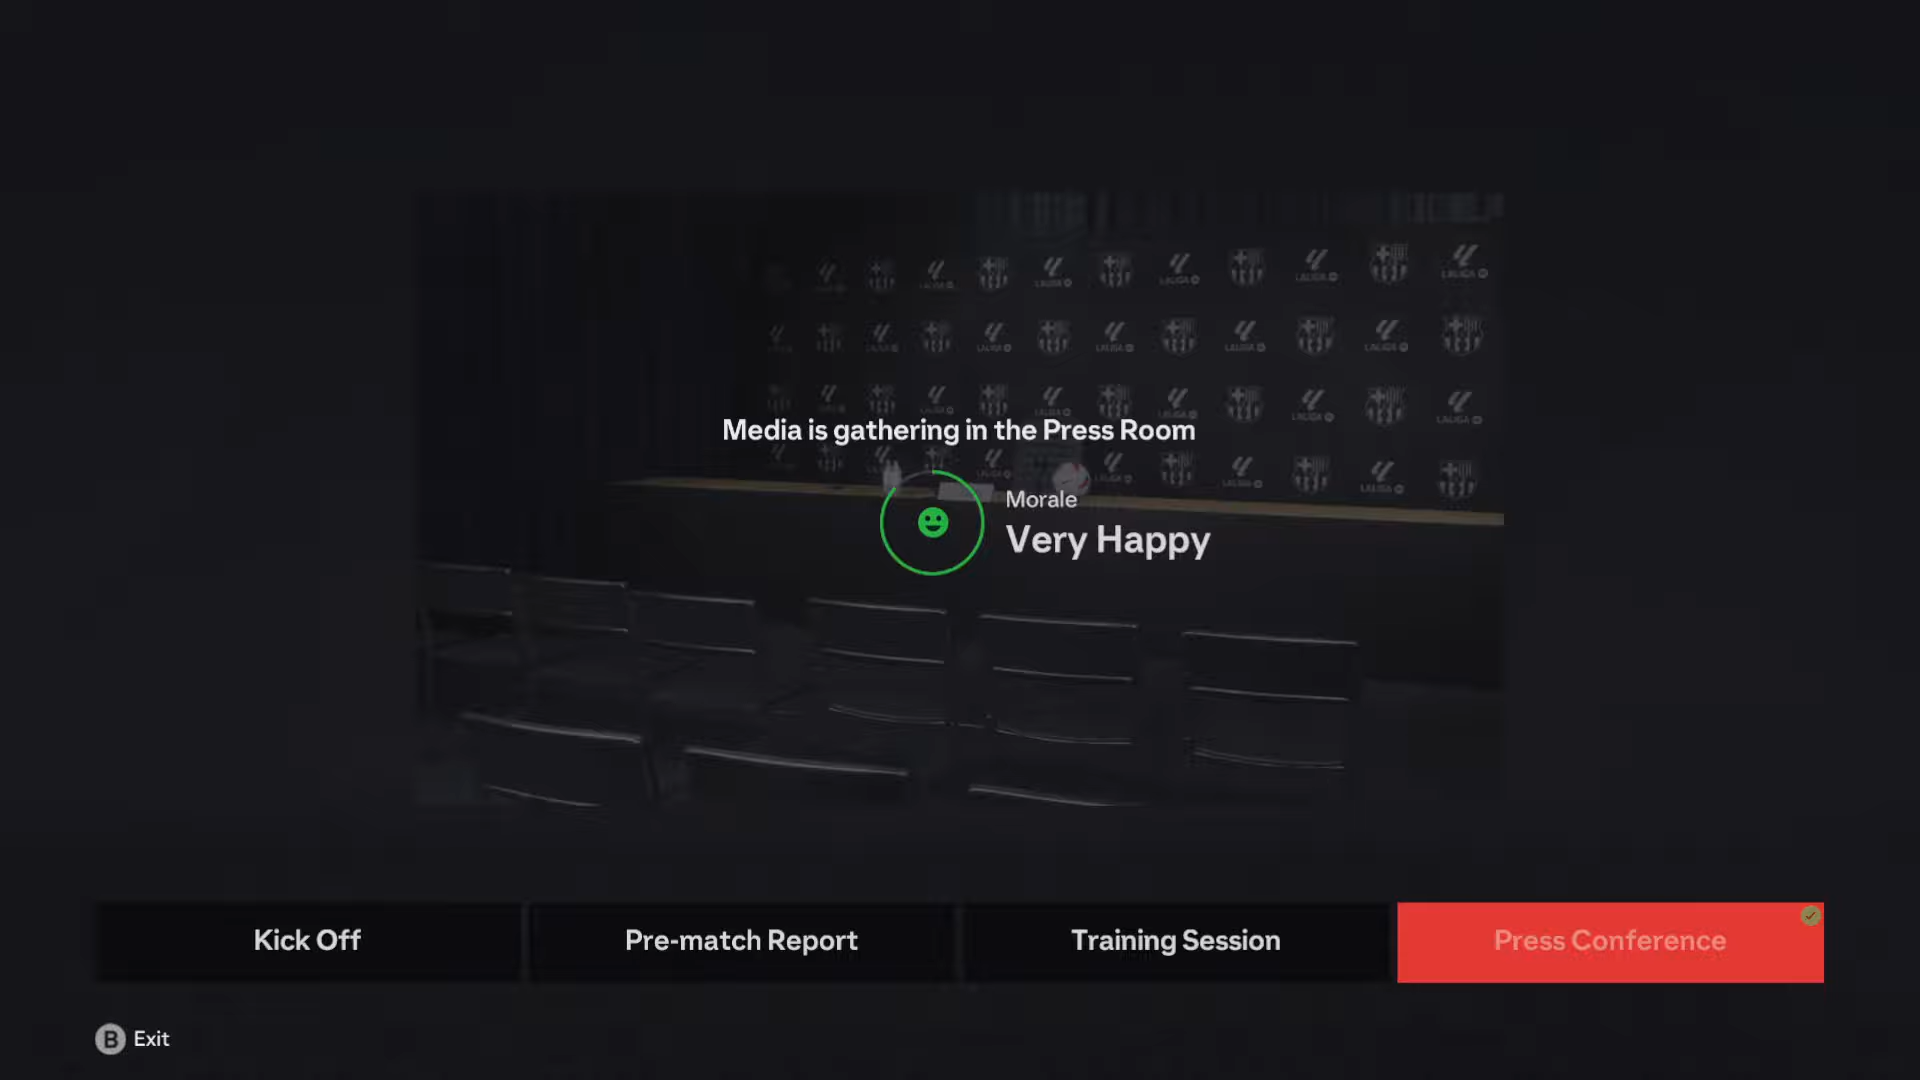 LALIGA
Media is gathering in the Press Room
Morale
Very Happy
Kick Off
Pre-match Report
Training Session
Press Conference
B Exit